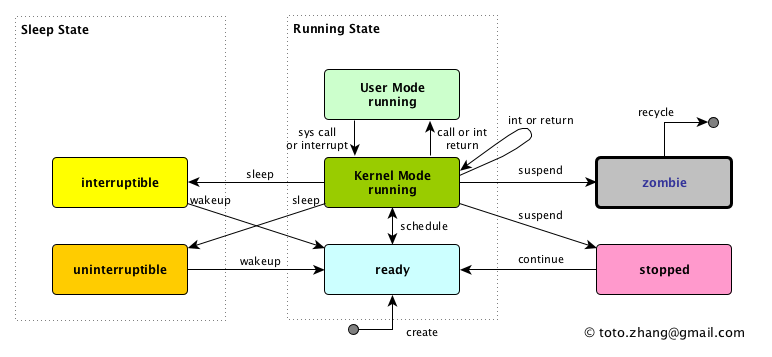 Sleep State
Running State
User Mode
running
sys call
or interrupt
call or int
return
int or return
recycle
interruptible
sleep
Kernel Mode
running
suspend
zombie
wakeup
sleep
schedule
suspend
uninterruptible
wakeup
ready
continue
stopped
create
© toto.zhang@gmail.com